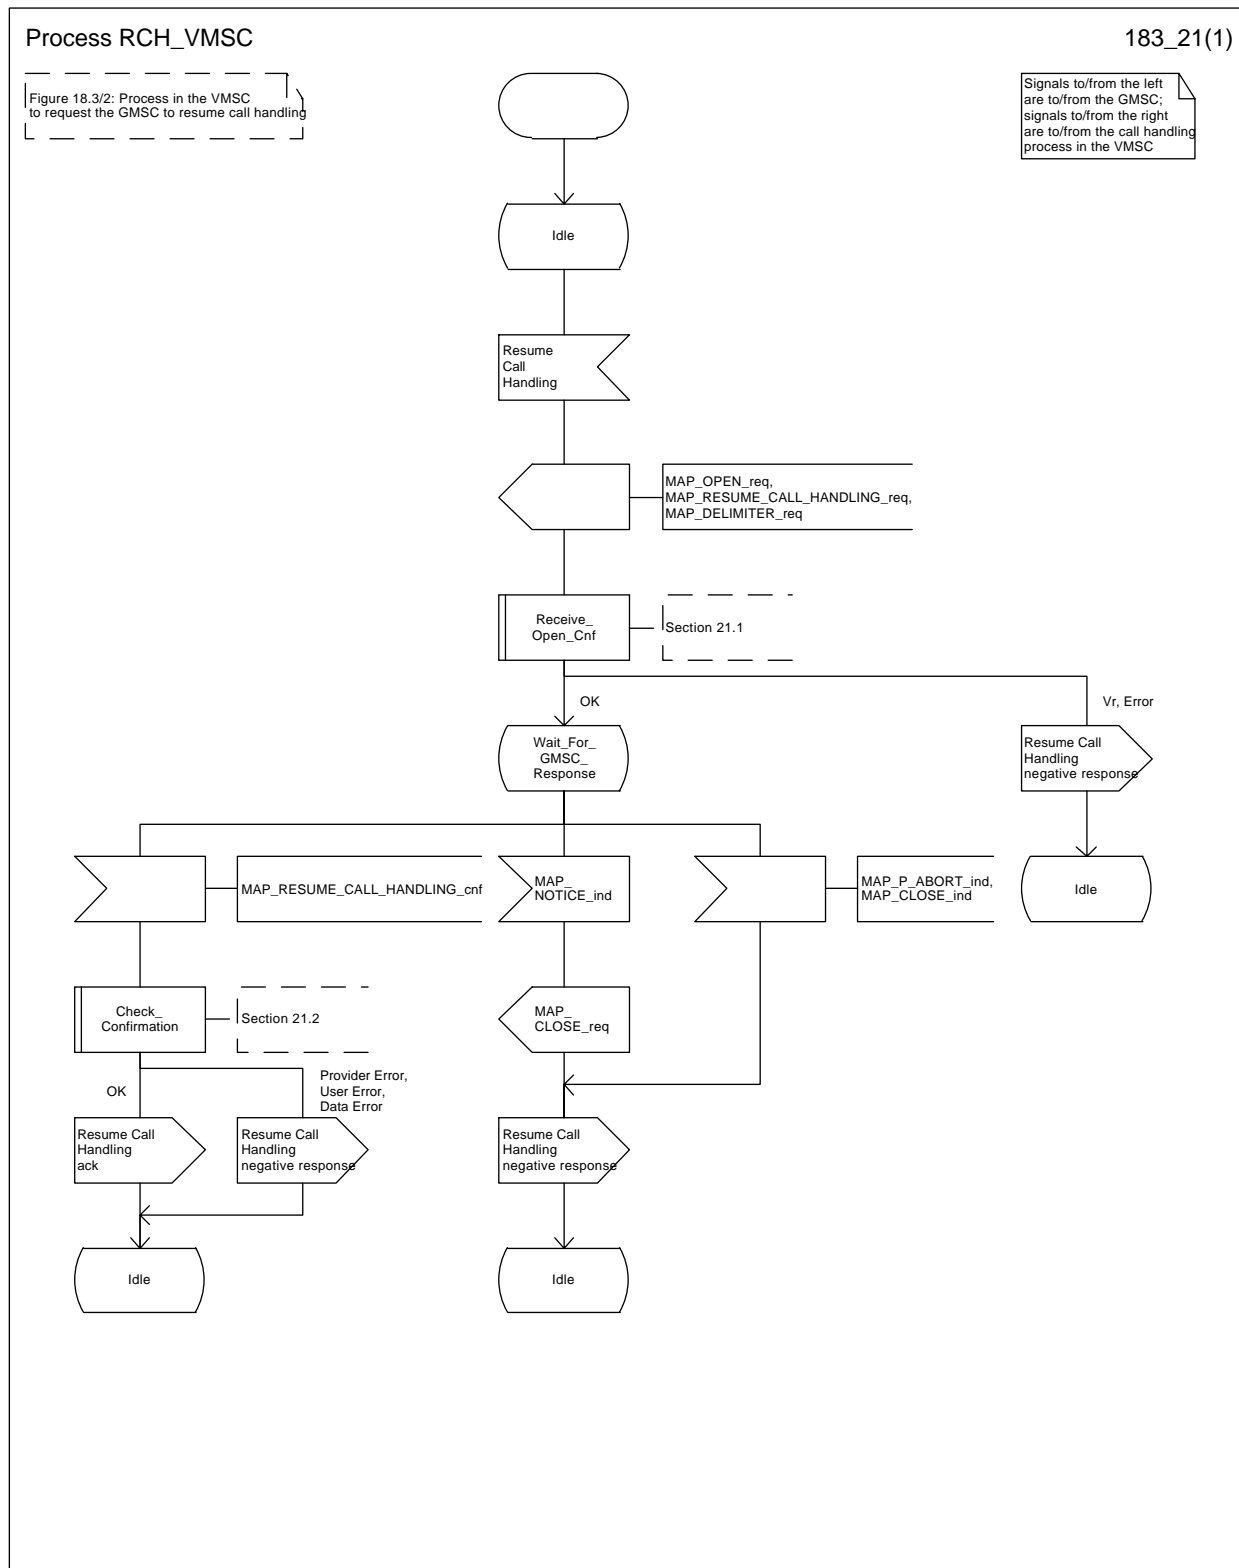 Process RCH_VMSC
183_21(1)
Figure 18.3/2: Process in the VMSC
to request the GMSC to resume call handling
Signals to/from the left
are to/from the GMSC;
signals to/from the right
are to/from the call handling
process in the VMSC
Idle
Resume
Call
Handling
MAP_OPEN_req,
MAP_RESUME_CALL_HANDLING_req,
MAP_DELIMITER_req
Receive_
Open_Cnf
Section 21.1
OK
Vr, Error
Wait_For_
GMSC_
Response
Resume Call
Handling
negative response
MAP_RESUME_CALL_HANDLING_cnf
MAP_
NOTICE_ind
MAP_P_ABORT_ind,
MAP_CLOSE_ind
Idle
Check_
Confirmation
Section 21.2
MAP_
CLOSE_req
OK
Provider Error,
User Error,
Data Error
Resume Call
Handling
ack
Resume Call
Handling
negative response
Resume Call
Handling
negative response
Idle
Idle